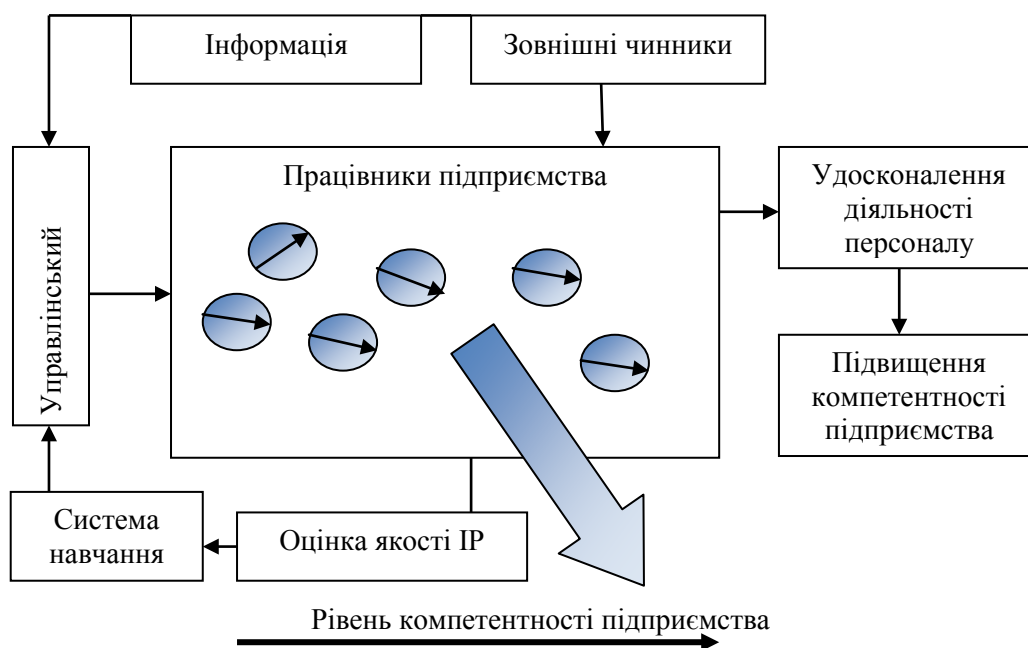 Інформація
Зовнішні чинники
Управлінський
Працівники підприємства
Удосконалення
діяльності
персоналу
Підвищення
компетентності
підприємства
Система
навчання
Оцінка якості ІР
Рівень компетентності підприємства